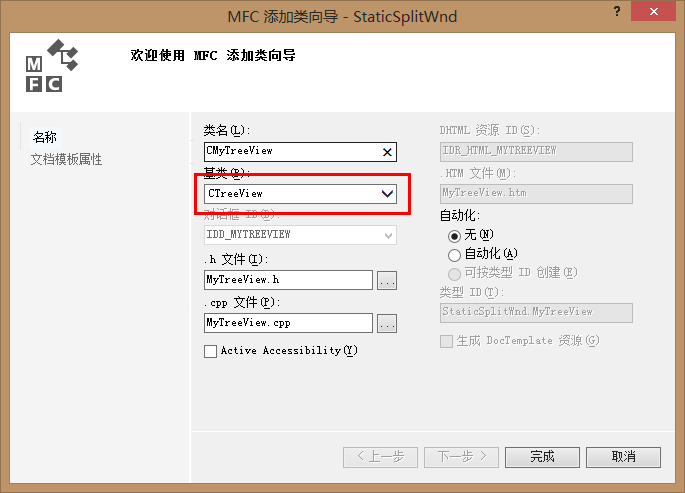 MFC 添加类向导 - StaticSplitWnd
?
MFC
欢迎使用 MFC 添加类向导
名称
文档模板属性
类名(L):
CMyTreeView
基类(B):
CTreeView
对话框 ID(D):
IDD_MYTREEVIEW
.h 文件(I):
MyTreeView.h
...
.cpp 文件(P):
MyTreeView.cpp
...
Active Accessibility(Y)
DHTML 资源 ID(S):
IDR_HTML_MYTREEVIEW
.HTM 文件(M):
MyTreeView.htm
自动化:
无(N)
自动化(A)
可按类型 ID 创建(E)
类型 ID(T):
StaticSplitWnd.MyTreeView
生成 DocTemplate 资源(G)
< 上一步
下一步 >
完成
取消